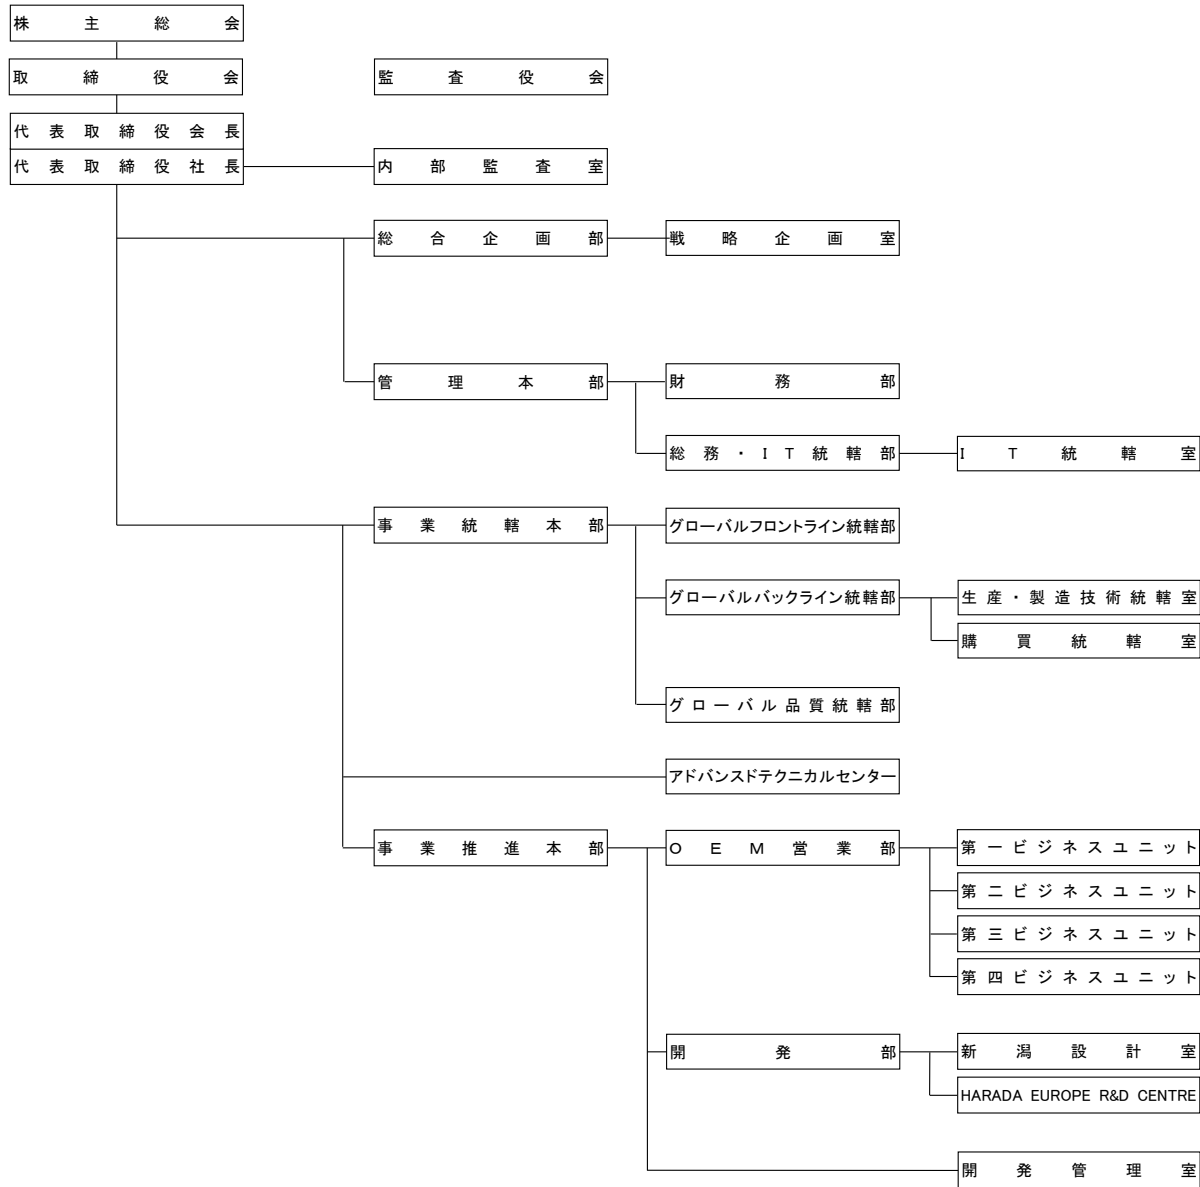 株主総会
取締役会
監査役会
代表取締役会長
代表取締役社長
内部監査室
総合企画部
戦略企画室
管理本部
財務部
総務・IT統轄部
IT統轄室
事業統轄本部
グローバルフロントライン統轄部
グローバルバックライン統轄部
生産・製造技術統轄室
購買統轄室
グローバル品質統轄部
アドバンスドテクニカルセンター
事業推進本部
OEM営業部
第一ビジネスユニット
第二ビジネスユニット
第三ビジネスユニット
第四ビジネスユニット
開発部
新潟設計室
HARADA EUROPE R&D CENTRE
開発管理室